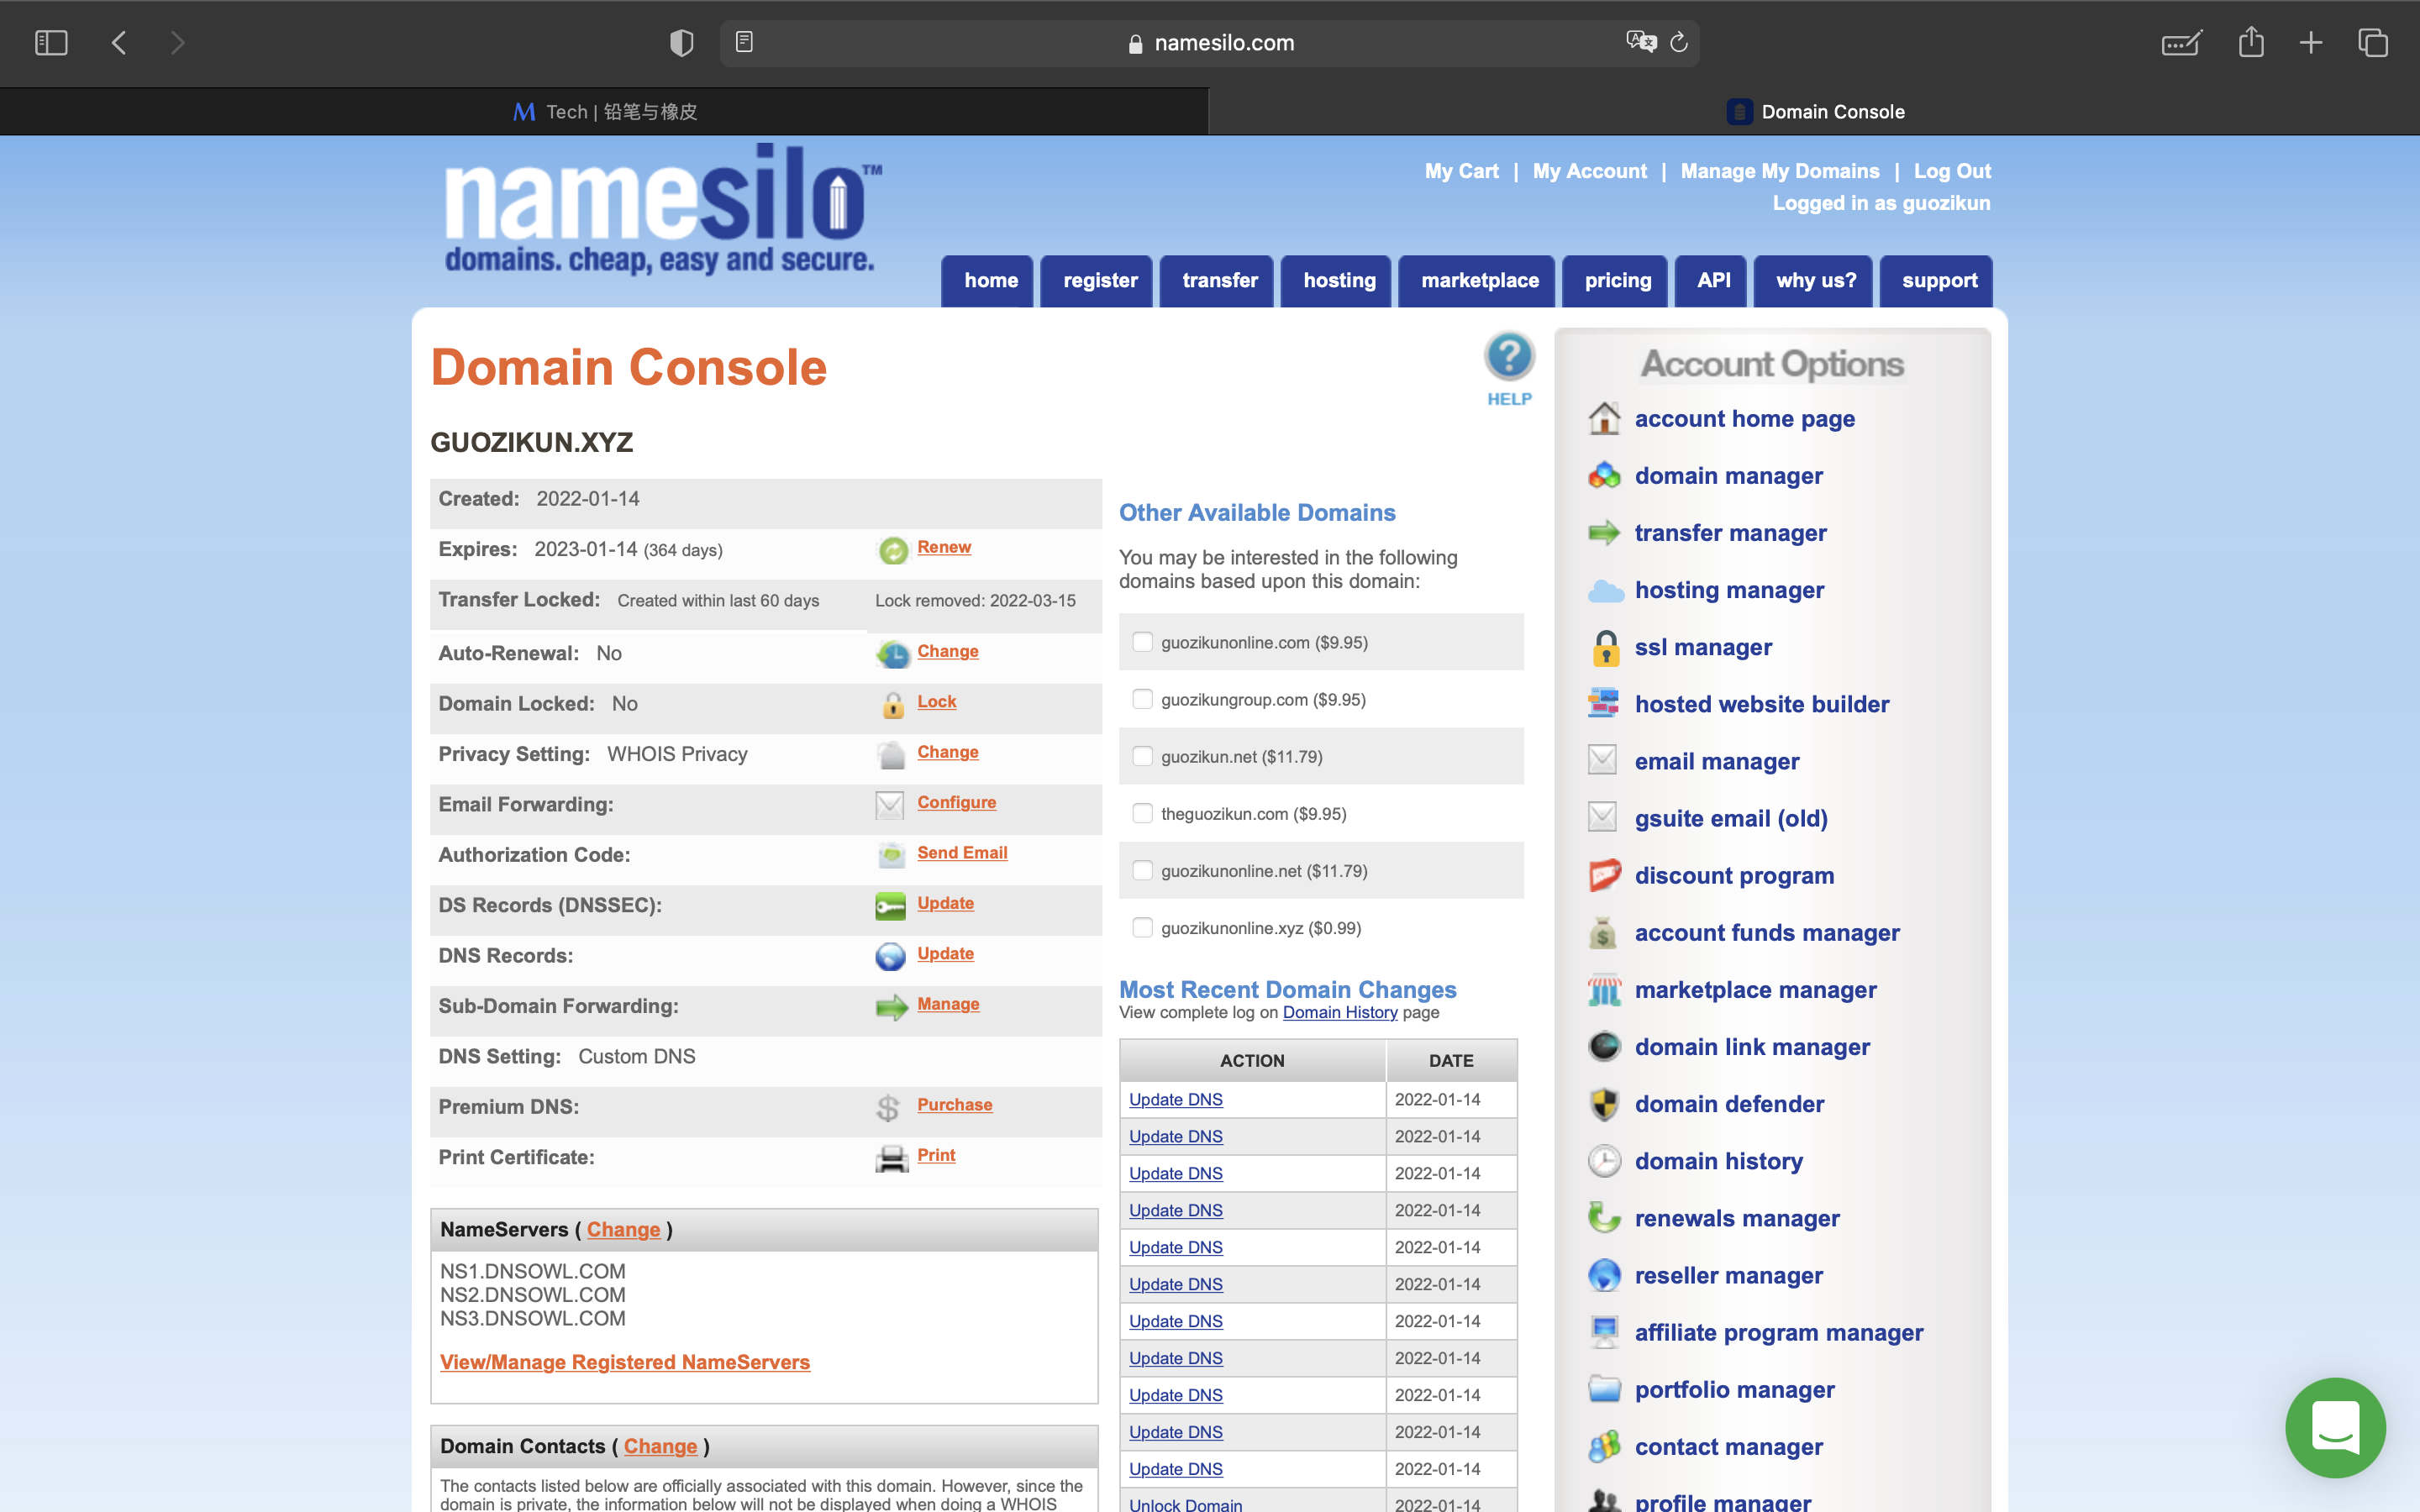 namesilo.com
M Tech | 铅笔与橡皮
Domain Console
namesilo™
domains. cheap, easy and secure.
My Cart | My Account | Manage My Domains | Log Out
Logged in as guozikun
home register transfer hosting marketplace pricing API why us? support
Domain Console
HELP
GUOZIKUN.XYZ
Created: 2022-01-14
Expires: 2023-01-14 (364 days) Renew
Transfer Locked: Created within last 60 days Lock removed: 2022-03-15
Auto-Renewal: No Change
Domain Locked: No Lock
Privacy Setting: WHOIS Privacy Change
Email Forwarding: Configure
Authorization Code: Send Email
DS Records (DNSSEC): Update
DNS Records: Update
Sub-Domain Forwarding: Manage
DNS Setting: Custom DNS
Premium DNS: Purchase
Print Certificate: Print
NameServers ( Change )
NS1.DNSOWL.COM
NS2.DNSOWL.COM
NS3.DNSOWL.COM
View/Manage Registered NameServers
Domain Contacts ( Change )
The contacts listed below are officially associated with this domain. However, since the
domain is private, the information below will not be displayed when doing a WHOIS
Other Available Domains
You may be interested in the following
domains based upon this domain:
guozikunonline.com ($9.95)
guozikungroup.com ($9.95)
guozikun.net ($11.79)
theguozikun.com ($9.95)
guozikunonline.net ($11.79)
guozikunonline.xyz ($0.99)
Most Recent Domain Changes
View complete log on Domain History page
ACTION DATE
Update DNS 2022-01-14
Update DNS 2022-01-14
Update DNS 2022-01-14
Update DNS 2022-01-14
Update DNS 2022-01-14
Update DNS 2022-01-14
Update DNS 2022-01-14
Update DNS 2022-01-14
Update DNS 2022-01-14
Update DNS 2022-01-14
Update DNS 2022-01-14
Unlock Domain 2022-01-14
Account Options
account home page
domain manager
transfer manager
hosting manager
ssl manager
hosted website builder
email manager
gsuite email (old)
discount program
account funds manager
marketplace manager
domain link manager
domain defender
domain history
renewals manager
reseller manager
affiliate program manager
portfolio manager
contact manager
profile manager